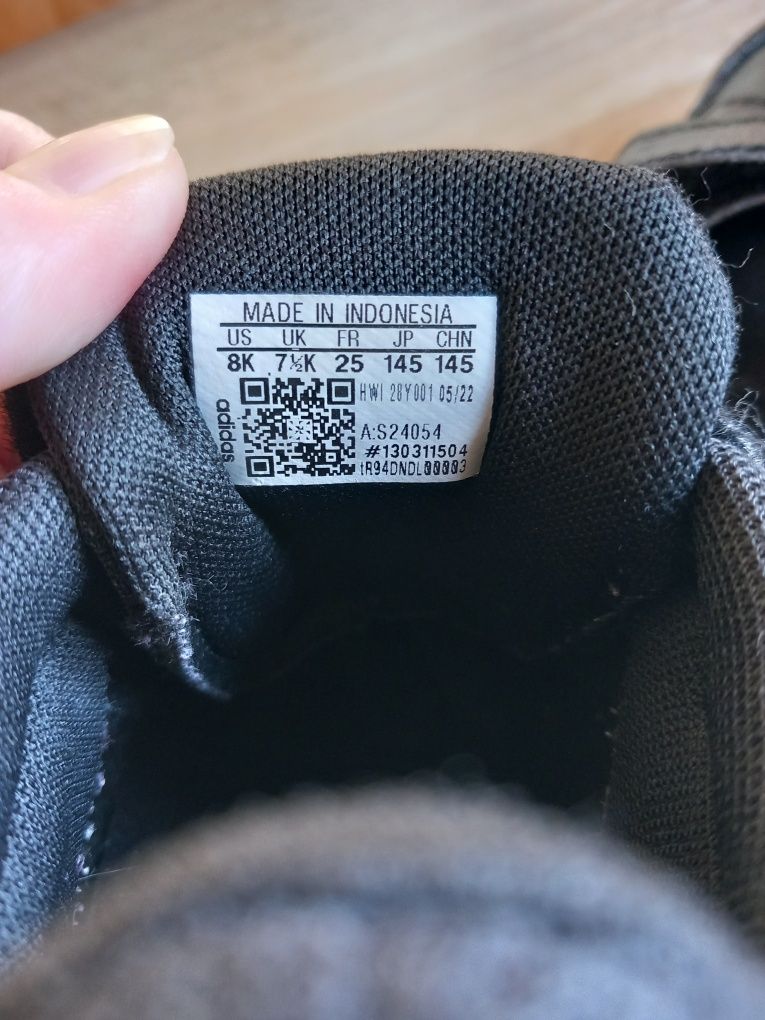 MADE IN INDONESIA
US UK FR JP CHN
8K 7½K 25 145 145
HWI 28Y001 05/22
adidas
A:S24054
#130311504